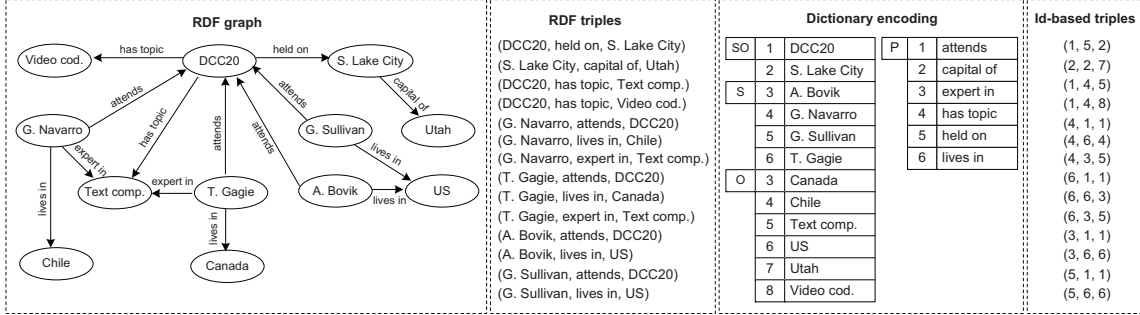 RDF graph
Video cod.
has topic
DCC20
held on
S. Lake City
attends
has topic
attends
attends
attends
capital of
G. Navarro
G. Sullivan
Utah
expert in
lives in
Text comp.
expert in
T. Gagie
A. Bovik
lives in
US
lives in
lives in
Chile
Canada
RDF triples
(DCC20, held on, S. Lake City)
(S. Lake City, capital of, Utah)
(DCC20, has topic, Text comp.)
(DCC20, has topic, Video cod.)
(G. Navarro, attends, DCC20)
(G. Navarro, lives in, Chile)
(G. Navarro, expert in, Text comp.)
(T. Gagie, attends, DCC20)
(T. Gagie, lives in, Canada)
(T. Gagie, expert in, Text comp.)
(A. Bovik, attends, DCC20)
(A. Bovik, lives in, US)
(G. Sullivan, attends, DCC20)
(G. Sullivan, lives in, US)
Dictionary encoding
SO 1 DCC20
2 S. Lake City
S 3 A. Bovik
4 G. Navarro
5 G. Sullivan
6 T. Gagie
O 3 Canada
4 Chile
5 Text comp.
6 US
7 Utah
8 Video cod.
P 1 attends
2 capital of
3 expert in
4 has topic
5 held on
6 lives in
Id-based triples
(1, 5, 2)
(2, 2, 7)
(1, 4, 5)
(1, 4, 8)
(4, 1, 1)
(4, 6, 4)
(4, 3, 5)
(6, 1, 1)
(6, 6, 3)
(6, 3, 5)
(3, 1, 1)
(3, 6, 6)
(5, 1, 1)
(5, 6, 6)